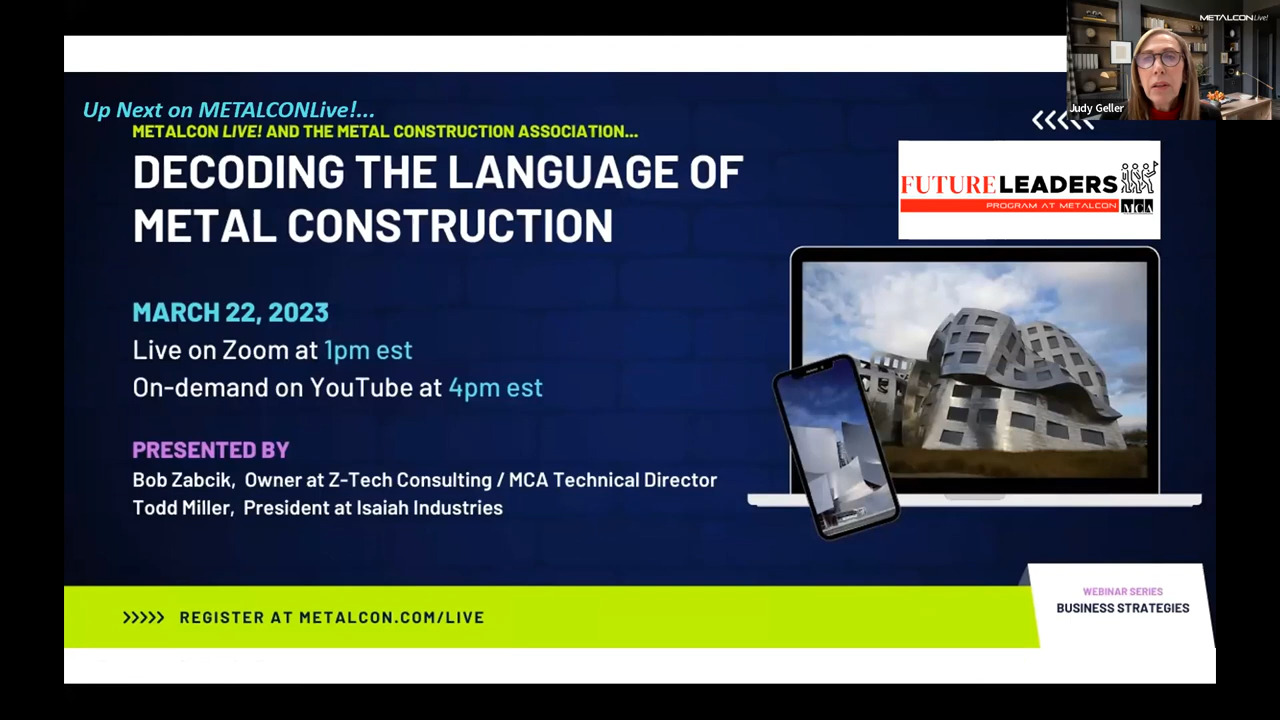 METALCON Live!
Judy Geller
Up Next on METALCONLive!...
METALCON LIVE! AND THE METAL CONSTRUCTION ASSOCIATION...
DECODING THE LANGUAGE OF
METAL CONSTRUCTION
FUTURELEADERS
PROGRAM AT METALCON
MCA
MARCH 22, 2023
Live on Zoom at 1pm est
On-demand on YouTube at 4pm est
PRESENTED BY
Bob Zabcik, Owner at Z-Tech Consulting / MCA Technical Director
Todd Miller, President at Isaiah Industries
>>>>> REGISTER AT METALCON.COM/LIVE
WEBINAR SERIES
BUSINESS STRATEGIES